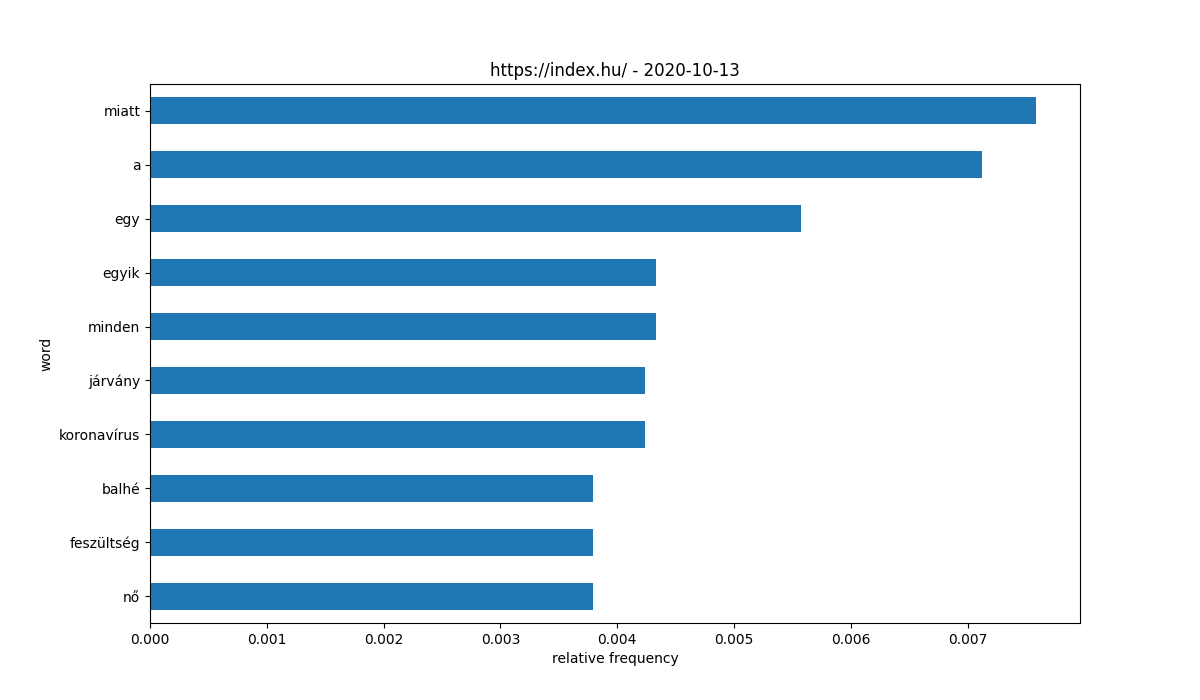 https://index.hu/ - 2020-10-13
miatt
a
egy
egyik
minden
járvány
koronavírus
balhé
feszültség
nő
word
0.000 0.001 0.002 0.003 0.004 0.005 0.006 0.007
relative frequency